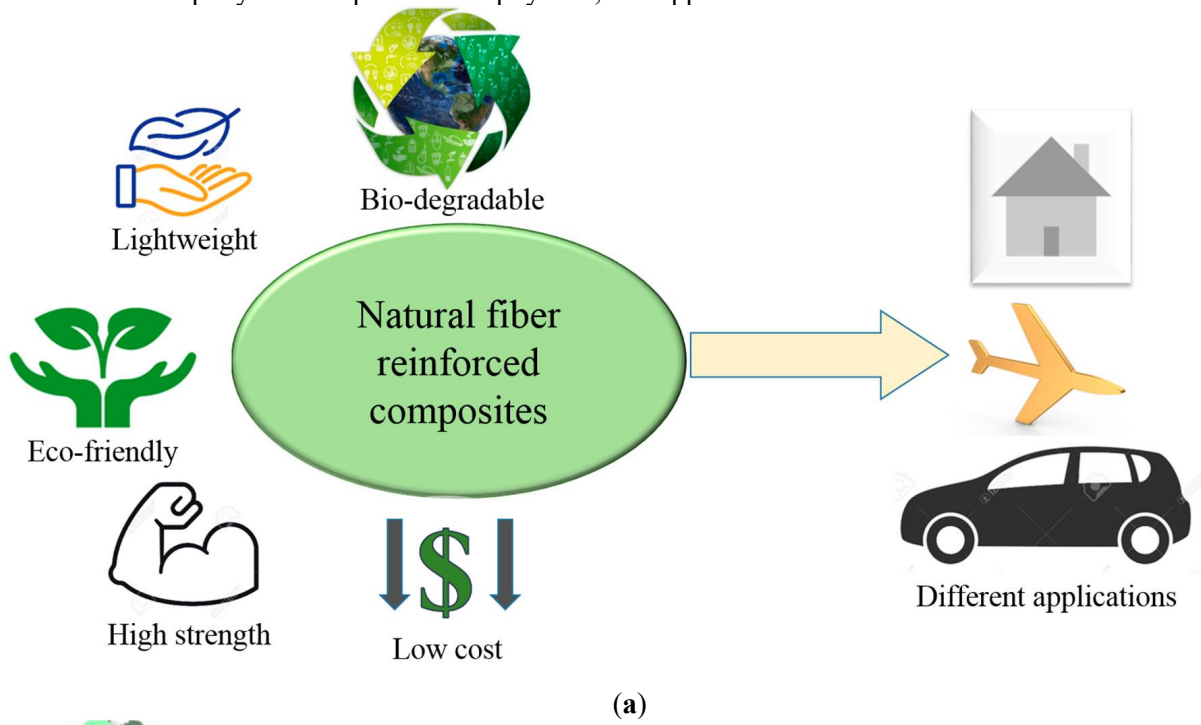 Bio-degradable
Lightweight
Natural fiber
reinforced
composites
Eco-friendly
High strength
$
Low cost
Different applications
(a)